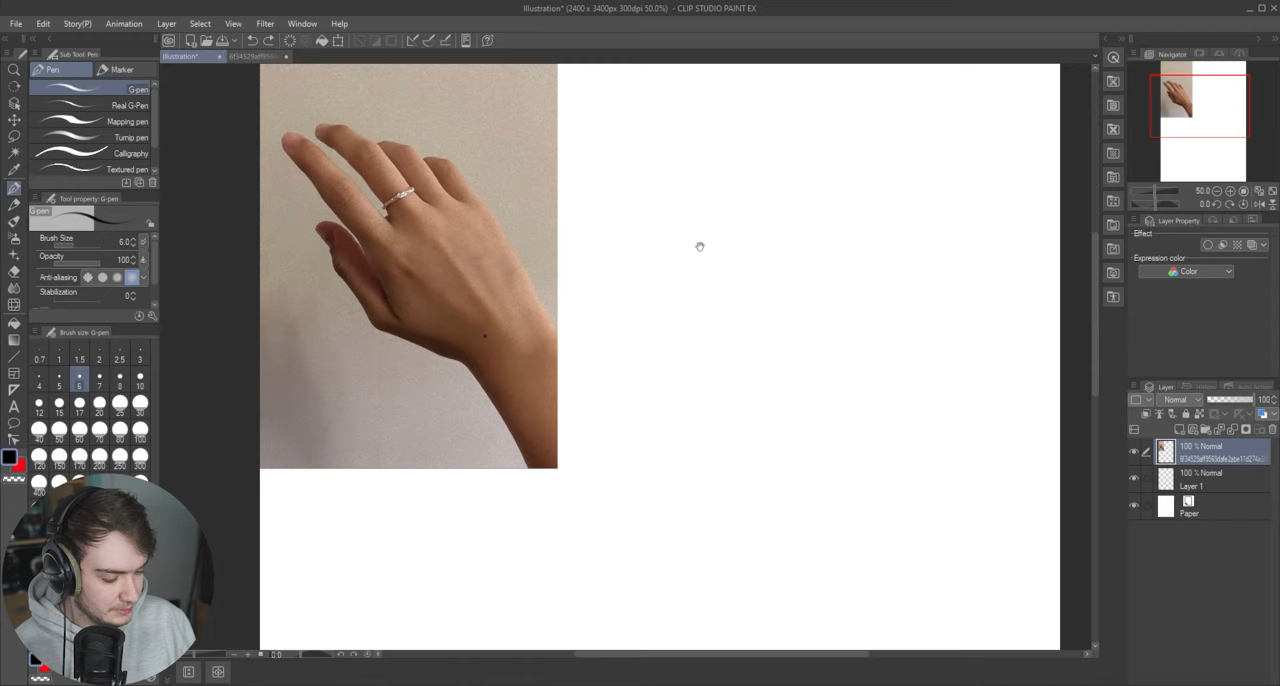 Illustration* (2400 x 3400px 300dpi 50.0%) - CLIP STUDIO PAINT EX
File Edit Story(P) Animation Layer Select View Filter Window Help
Sub Tool: Pen
Illustration*
Pen Marker
G-pen
Real G-Pen
Mapping pen
Turnip pen
Calligraphy
Textured pen
Tool property: G-pen
G-pen
Brush Size 6.0
Opacity 100
Anti-aliasing
Stabilization 0
Brush size: G-pen
0.7 1 1.5 2 2.5 3
4 5 6 7 8 10
12 15 17 20 25 30
40 50 60 70 80 100
120 150 170 200 250 300
400
0.0
Navigator
50.0
0.0
Layer Property
Effect
Expression color
Color
Layer History Auto Action
Normal 100
100 % Normal
100 % Normal
Layer 1
Paper